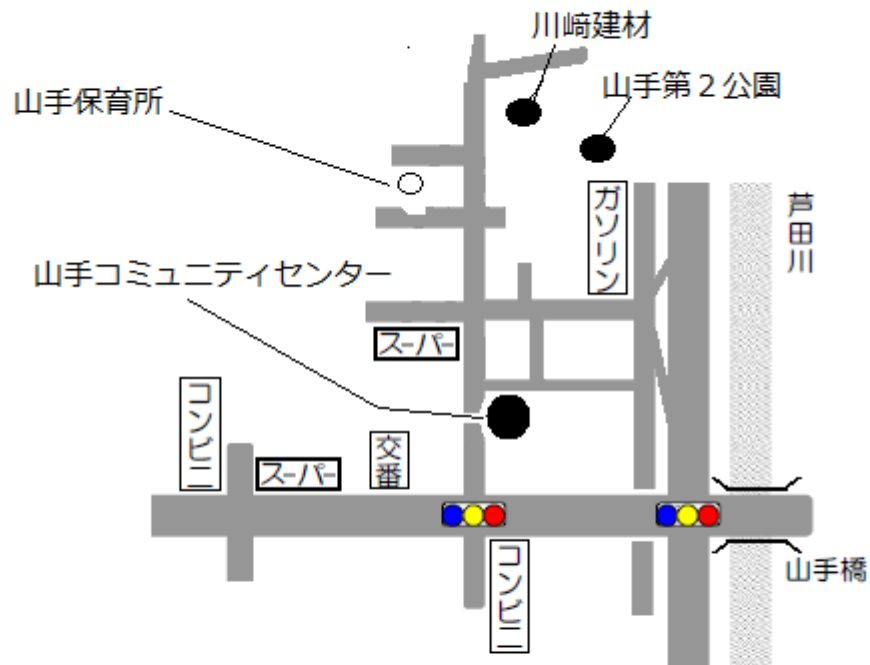 川﨑建材
山手第２公園
山手保育所
ガソリン
芦田川
山手コミュニティセンター
スーパー
コンビニ
交番
スーパー
コンビニ
山手橋